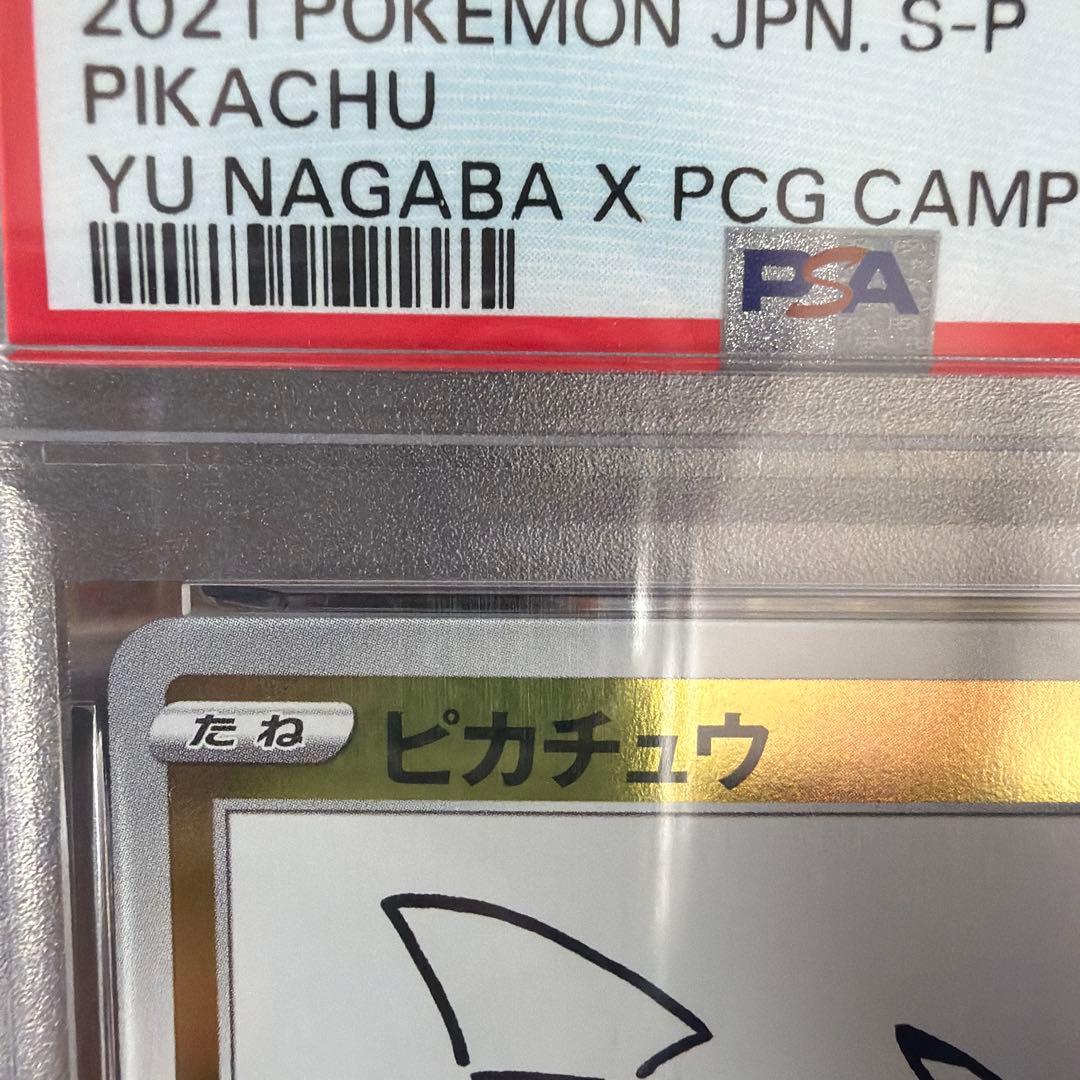 2021 POKEMON JPN. S-P
PIKACHU
YU NAGABA X PCG CAMP
PSA
たね ピカチュウ